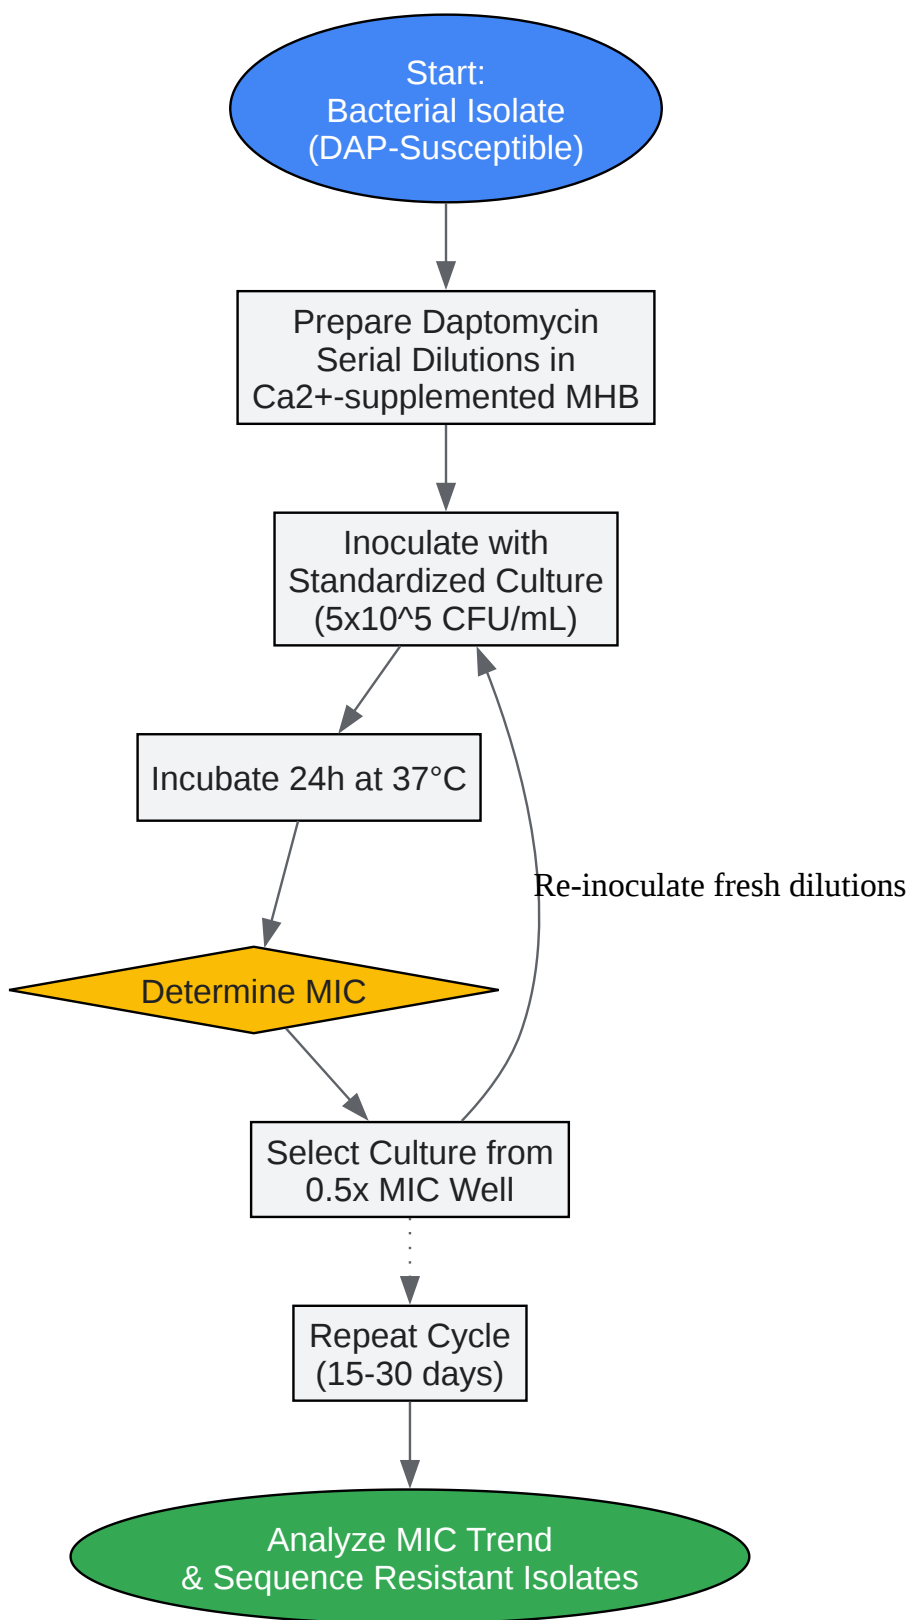 Start:
Bacterial Isolate
(DAP-Susceptible)
Prepare Daptomycin
Serial Dilutions in
Ca2+-supplemented MHB
Inoculate with
Standardized Culture
(5x10^5 CFU/mL)
Incubate 24h at 37°C
Re-inoculate fresh dilutions
Determine MIC
Select Culture from
0.5x MIC Well
Repeat Cycle
(15-30 days)
Analyze MIC Trend
& Sequence Resistant Isolates